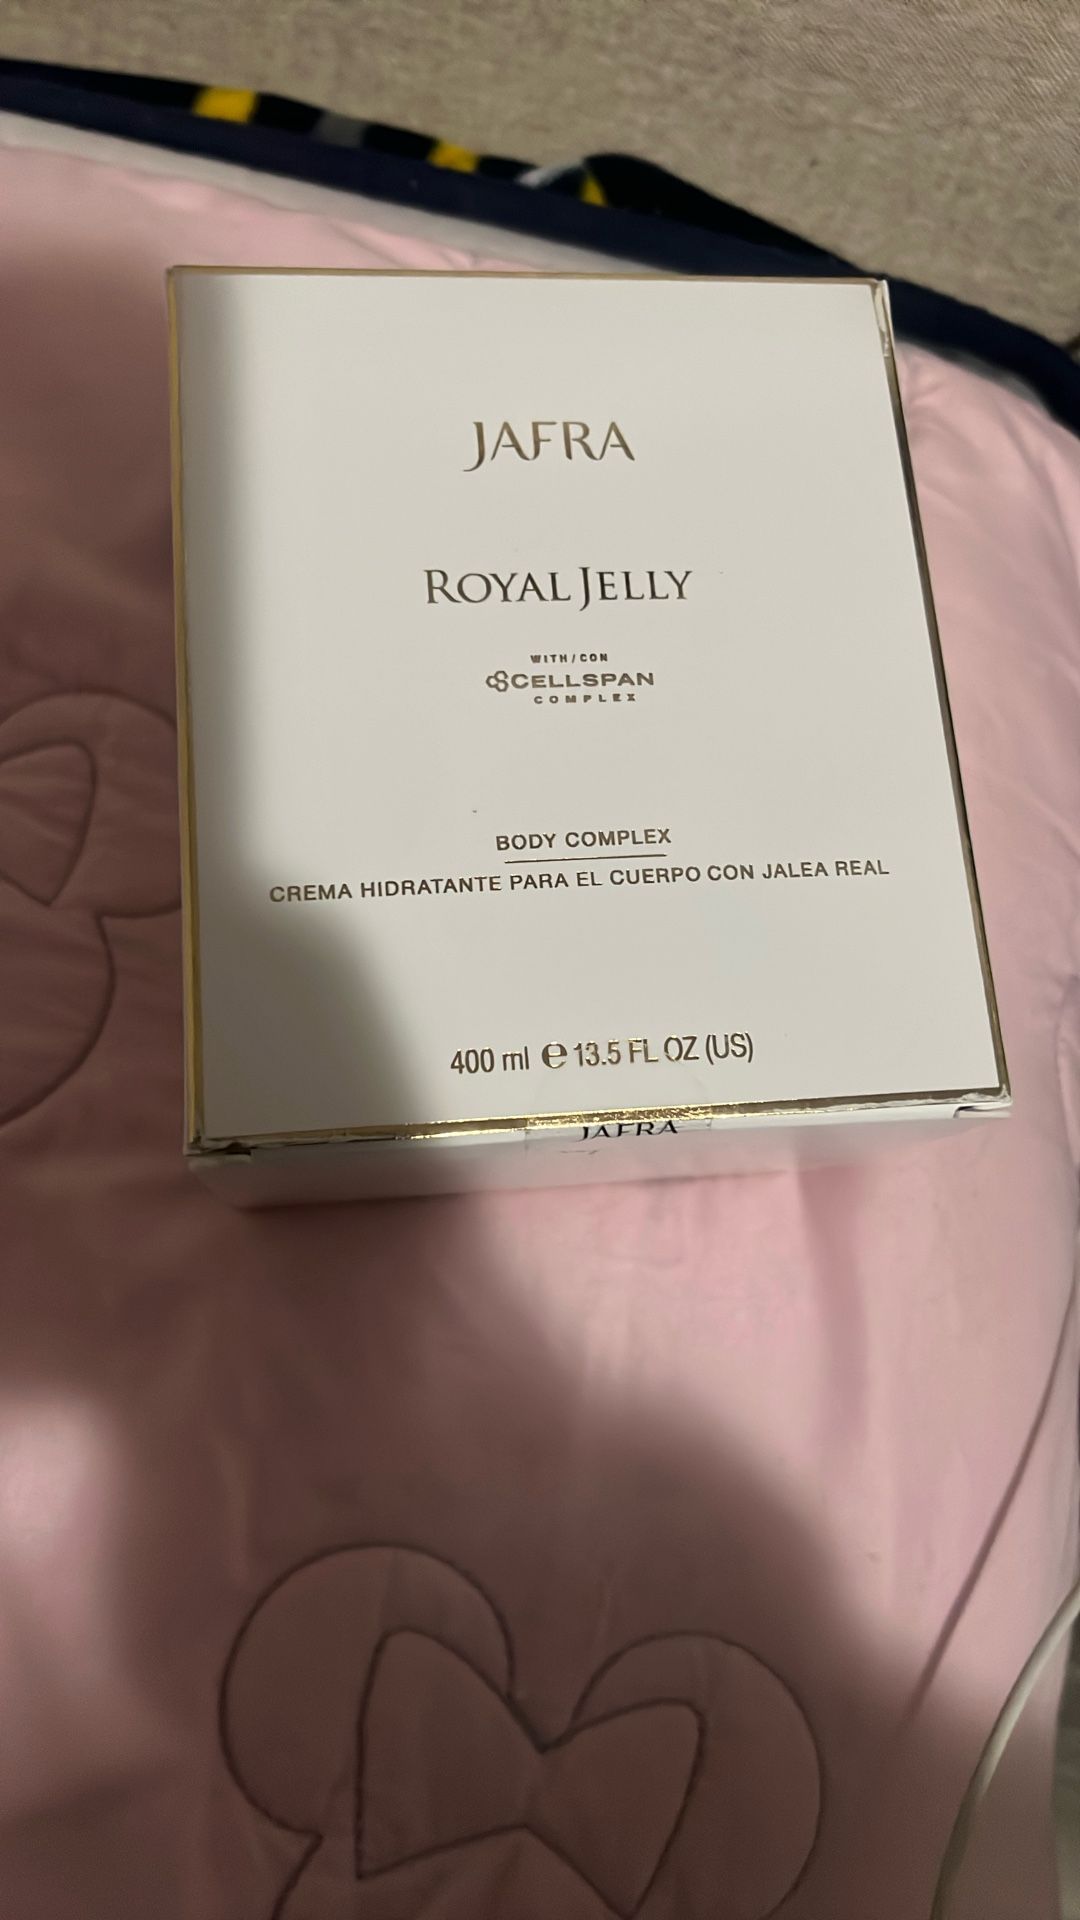 JAFRA
ROYAL JELLY
WITH/CON
CELLSPAN
COMPLEX
BODY COMPLEX
CREMA HIDRATANTE PARA EL CUERPO CON JALEA REAL
400 ml ℮ 13.5 FL OZ (US)
JAFRA